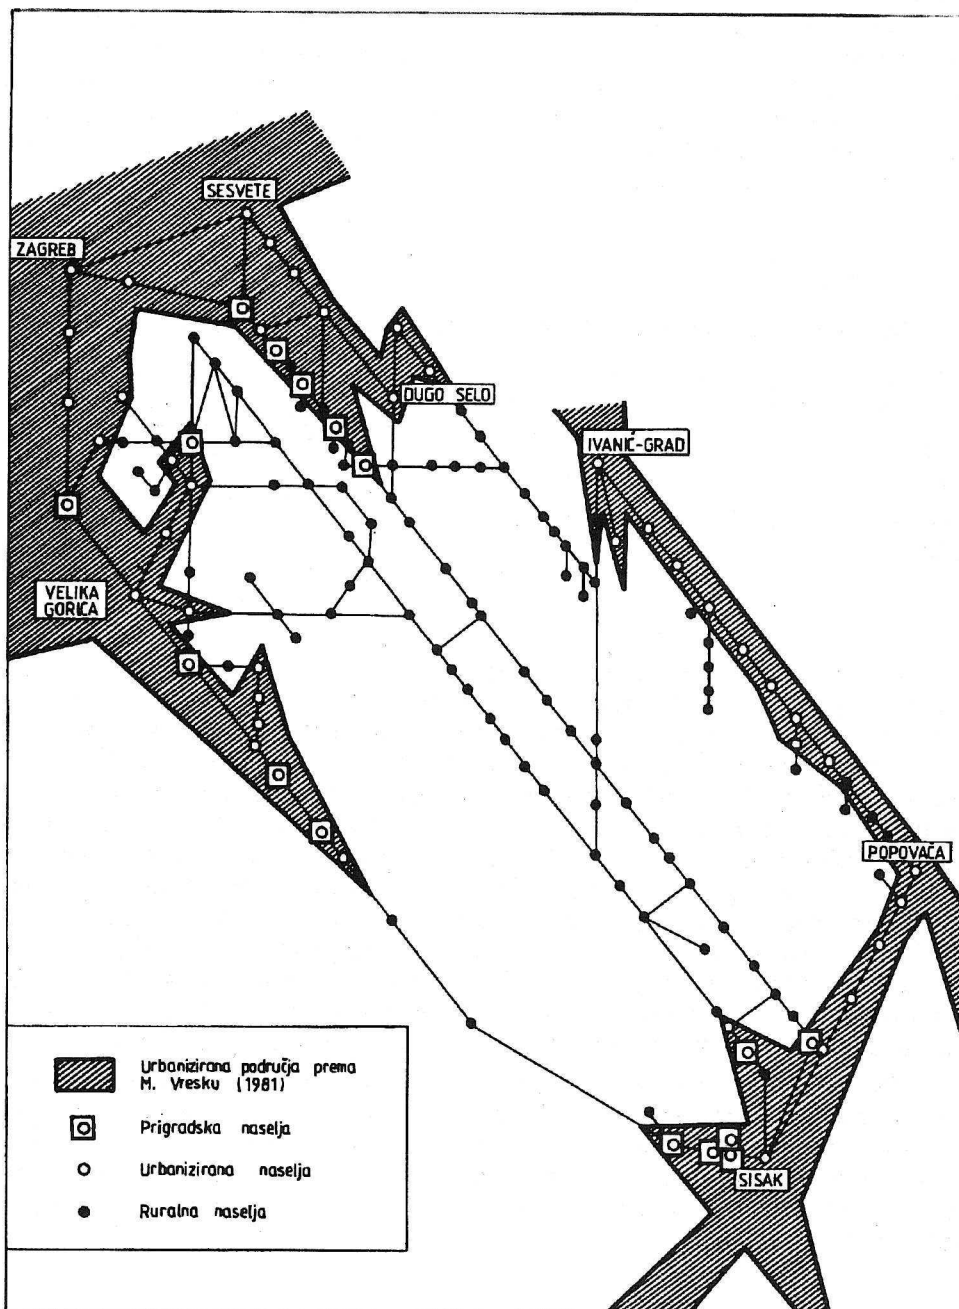 SESVETE
ZAGREB
DUGO SELO
IVANIĆ-GRAD
VELIKA
GORICA
POPOVAČA
SISAK
Urbanizirana područja prema
M. Vresku (1981)
Prigradska naselja
Urbanizirana naselja
Ruralna naselja